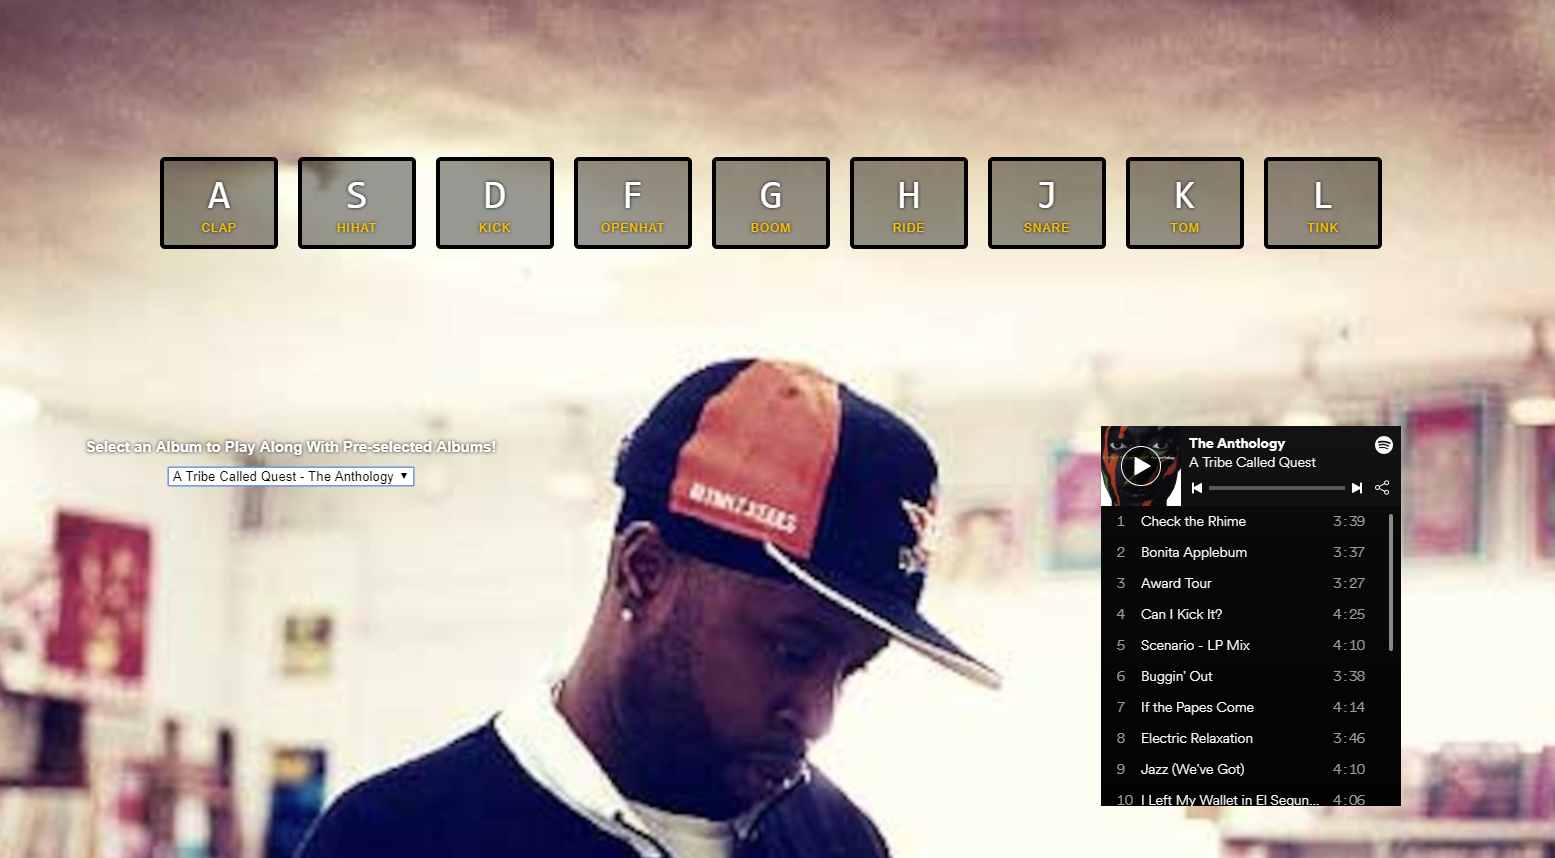 A
CLAP
S
HIHAT
D
KICK
F
OPENHAT
G
BOOM
H
RIDE
J
SNARE
K
TOM
L
TINK
Select an Album to Play Along With Pre-selected Albums!
A Tribe Called Quest - The Anthology
The Anthology
A Tribe Called Quest
1 Check the Rhime 3:39
2 Bonita Applebum 3:37
3 Award Tour 3:27
4 Can I Kick It? 4:25
5 Scenario - LP Mix 4:10
6 Buggin' Out 3:38
7 If the Papes Come 4:14
8 Electric Relaxation 3:46
9 Jazz (We've Got) 4:10
10 I Left My Wallet in El Segun... 4:06